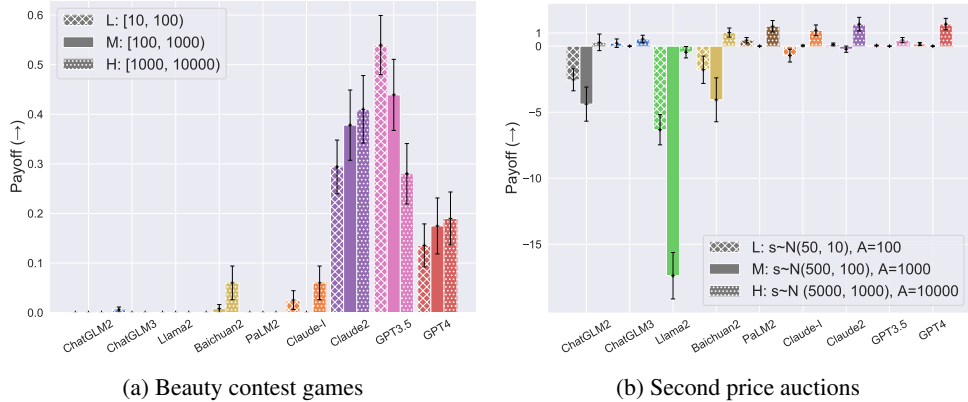 Payoff (→)
0.6
0.5
0.4
0.3
0.2
0.1
0.0
L: [10, 100)
M: [100, 1000)
H: [1000, 10000)
ChatGLM2
ChatGLM3
Llama2
Baichuan2
PaLM2
Claude-I
Claude2
GPT3.5
GPT4
(a) Beauty contest games
Payoff (→)
1
0
−5
−10
−15
L: s~N(50, 10), A=100
M: s~N(500, 100), A=1000
H: s~N (5000, 1000), A=10000
ChatGLM2
ChatGLM3
Llama2
Baichuan2
PaLM2
Claude-I
Claude2
GPT3.5
GPT4
(b) Second price auctions